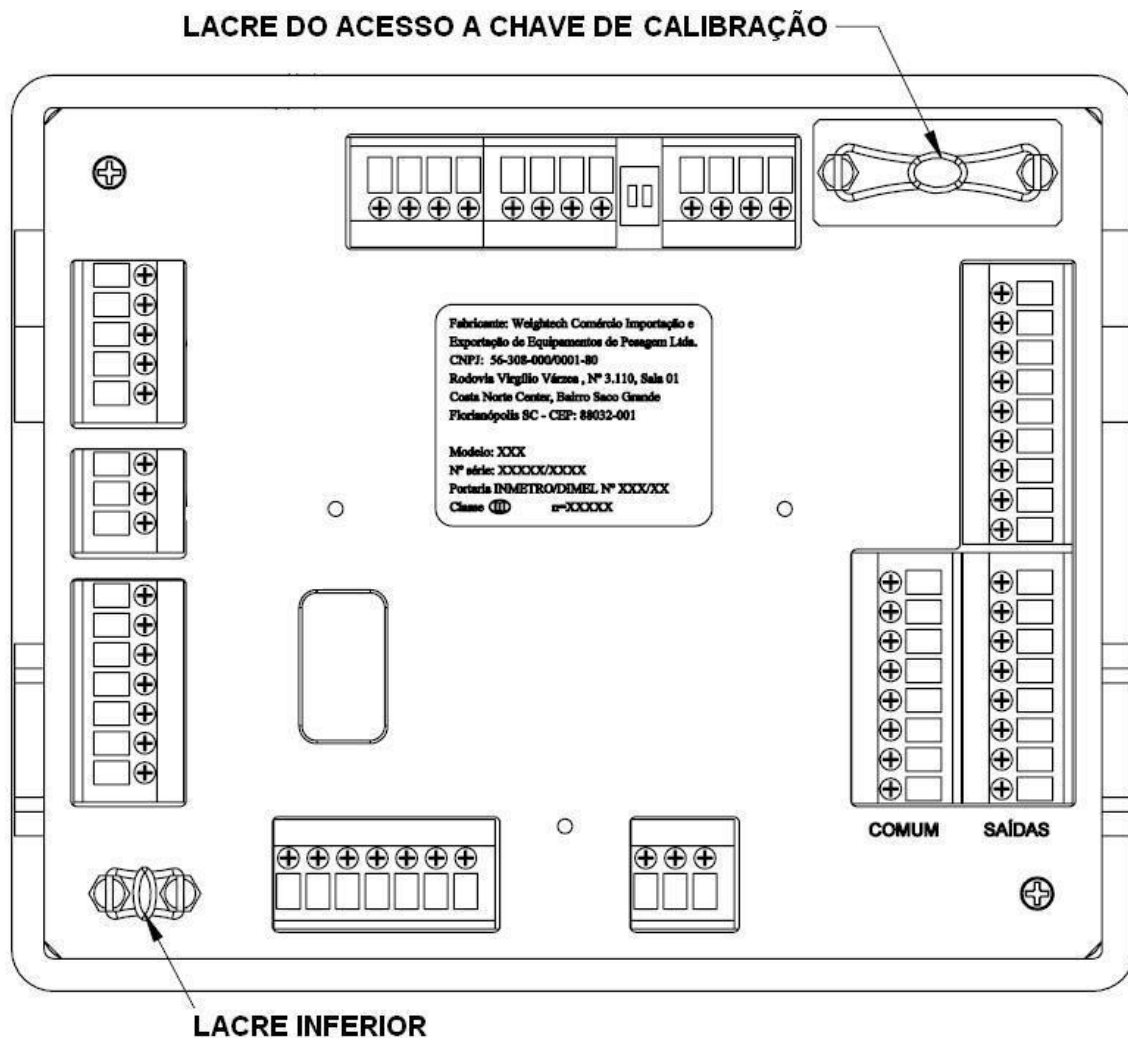 LACRE DO ACESSO A CHAVE DE CALIBRAÇÃO
Fabricante: Weightech Comércio Importação e
Exportação de Equipamentos de Pesagem Ltda.
CNPJ: 56-308-000/0001-80
Rodovia Virgílio Várzea , Nº 3.110, Sala 01
Costa Norte Center, Bairro Saco Grande
Florianópolis SC - CEP: 88032-001
Modelo: XXX
Nº série: XXXXX/XXXX
Portaria INMETRO/DIMEL Nº XXX/XX
Classe III n=XXXXX
COMUM SAÍDAS
LACRE INFERIOR